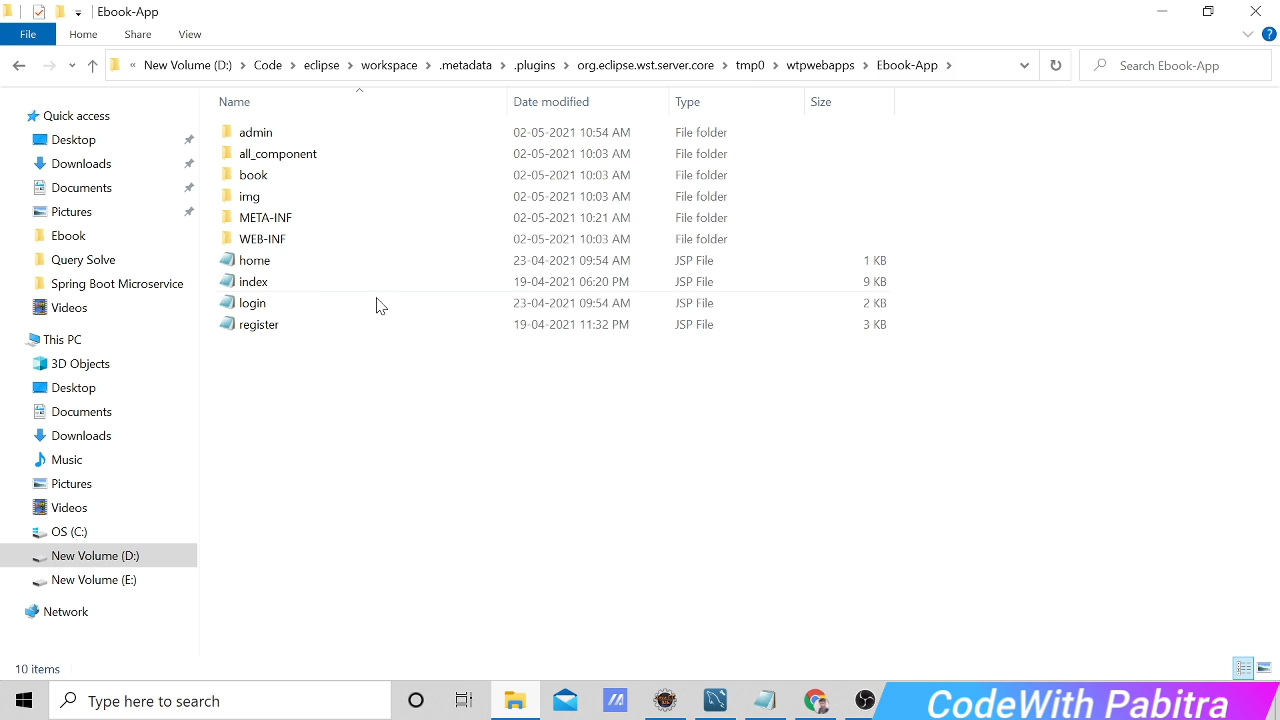 Ebook-App
File Home Share View
« New Volume (D:) > Code > eclipse > workspace > .metadata > .plugins > org.eclipse.wst.server.core > tmp0 > wtpwebapps > Ebook-App > Search Ebook-App
Name Date modified Type Size
Quick access
Desktop
Downloads
Documents
Pictures
Ebook
Query Solve
Spring Boot Microservice
Videos
This PC
3D Objects
Desktop
Documents
Downloads
Music
Pictures
Videos
OS (C:)
New Volume (D:)
New Volume (E:)
Network
admin 02-05-2021 10:54 AM File folder
all_component 02-05-2021 10:03 AM File folder
book 02-05-2021 10:03 AM File folder
img 02-05-2021 10:03 AM File folder
META-INF 02-05-2021 10:21 AM File folder
WEB-INF 02-05-2021 10:03 AM File folder
home 23-04-2021 09:54 AM JSP File 1 KB
index 19-04-2021 06:20 PM JSP File 9 KB
login 23-04-2021 09:54 AM JSP File 2 KB
register 19-04-2021 11:32 PM JSP File 3 KB
10 items
Type here to search
CodeWith Pabitra